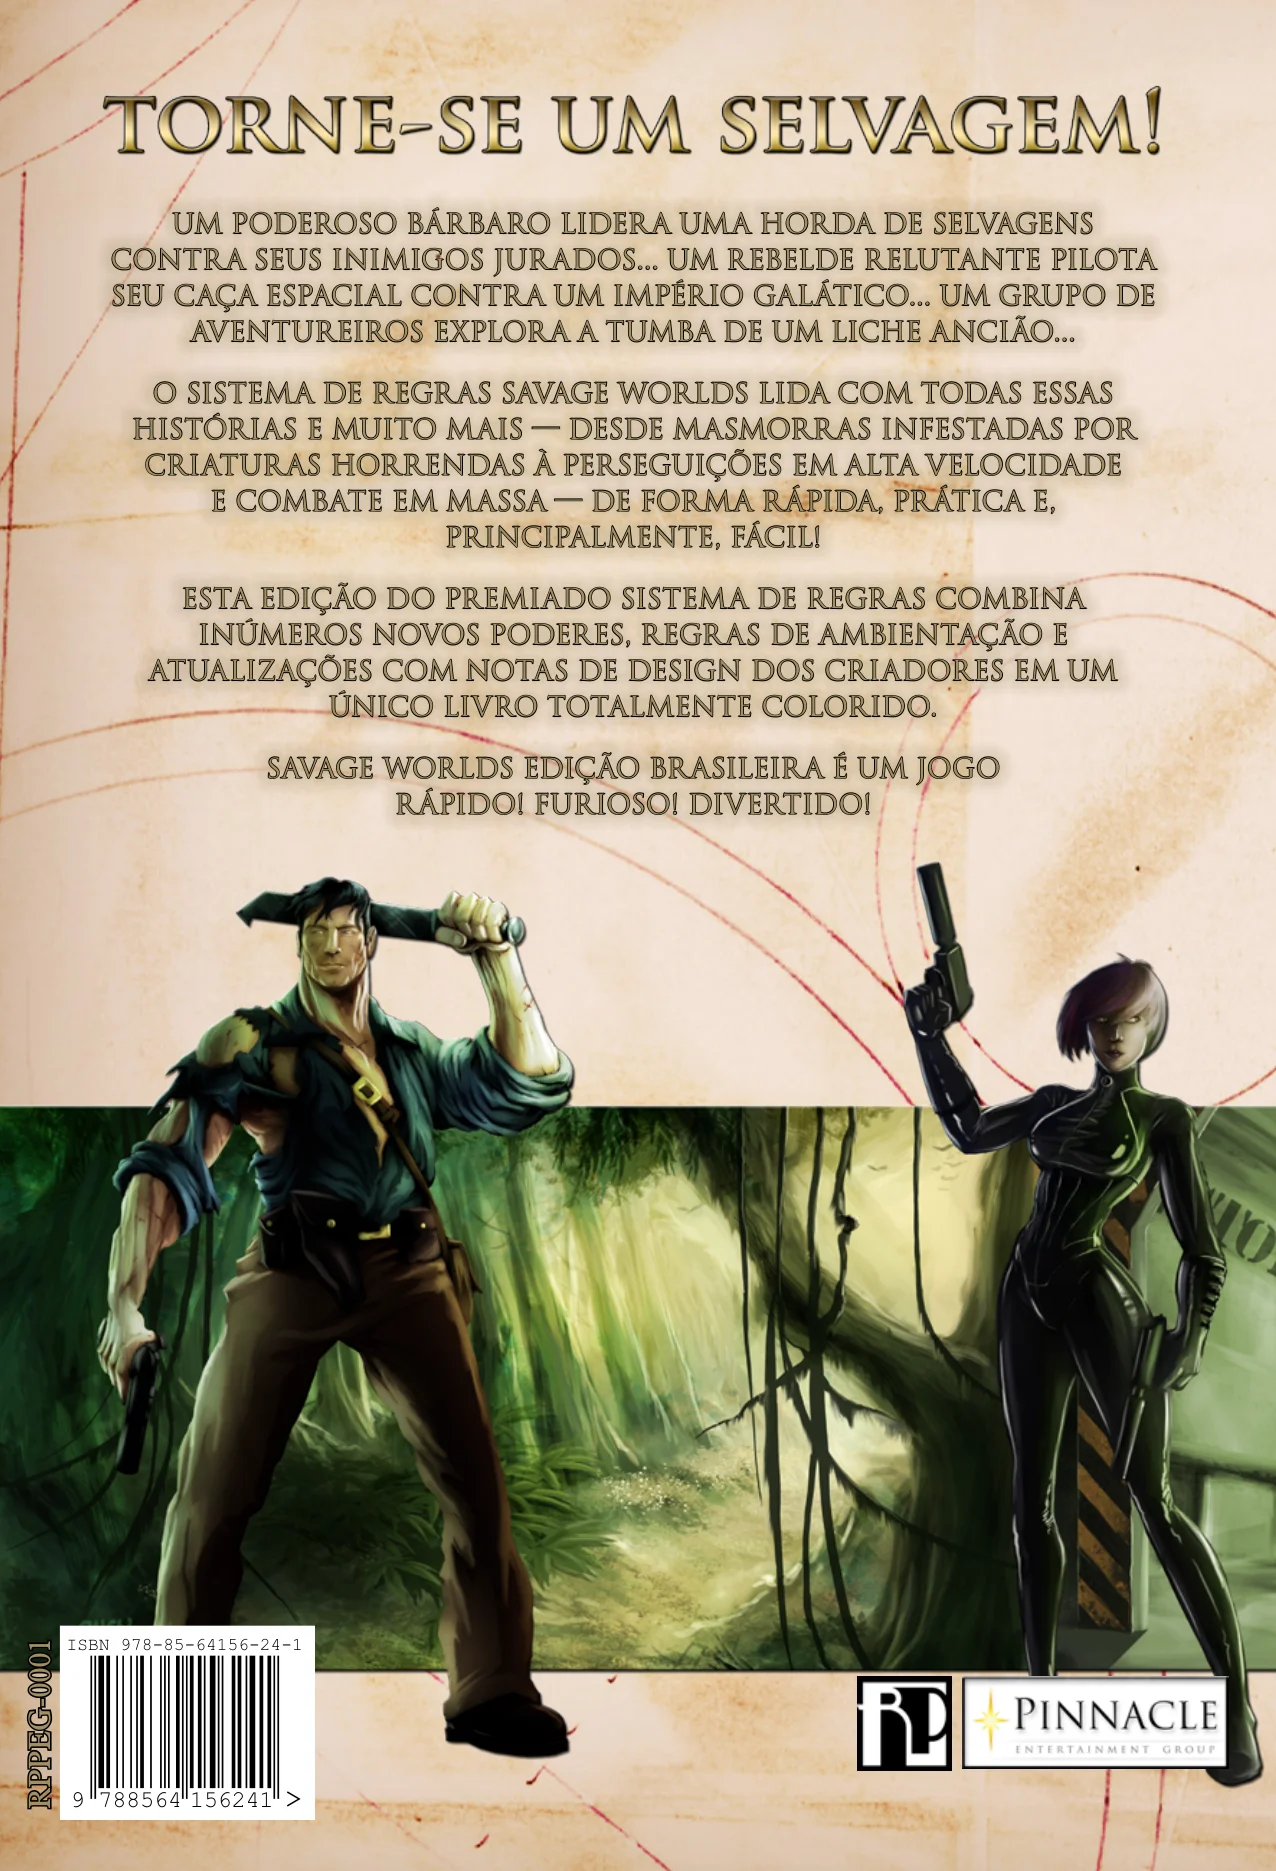 TORNE-SE UM SELVAGEM!
UM PODEROSO BÁRBARO LIDERA UMA HORDA DE SELVAGENS
CONTRA SEUS INIMIGOS JURADOS... UM REBELDE RELUTANTE PILOTA
SEU CAÇA ESPACIAL CONTRA UM IMPÉRIO GALÁTICO... UM GRUPO DE
AVENTUREIROS EXPLORA A TUMBA DE UM LICHE ANCIÃO...
O SISTEMA DE REGRAS SAVAGE WORLDS LIDA COM TODAS ESSAS
HISTÓRIAS E MUITO MAIS — DESDE MASMORRAS INFESTADAS POR
CRIATURAS HORRENDAS À PERSEGUIÇÕES EM ALTA VELOCIDADE
E COMBATE EM MASSA — DE FORMA RÁPIDA, PRÁTICA E,
PRINCIPALMENTE, FÁCIL!
ESTA EDIÇÃO DO PREMIADO SISTEMA DE REGRAS COMBINA
INÚMEROS NOVOS PODERES, REGRAS DE AMBIENTAÇÃO E
ATUALIZAÇÕES COM NOTAS DE DESIGN DOS CRIADORES EM UM
ÚNICO LIVRO TOTALMENTE COLORIDO.
SAVAGE WORLDS EDIÇÃO BRASILEIRA É UM JOGO
RÁPIDO! FURIOSO! DIVERTIDO!
RPPEG-0001
ISBN 978-85-64156-24-1
9 788564 156241 >
RP
PINNACLE
ENTERTAINMENT GROUP